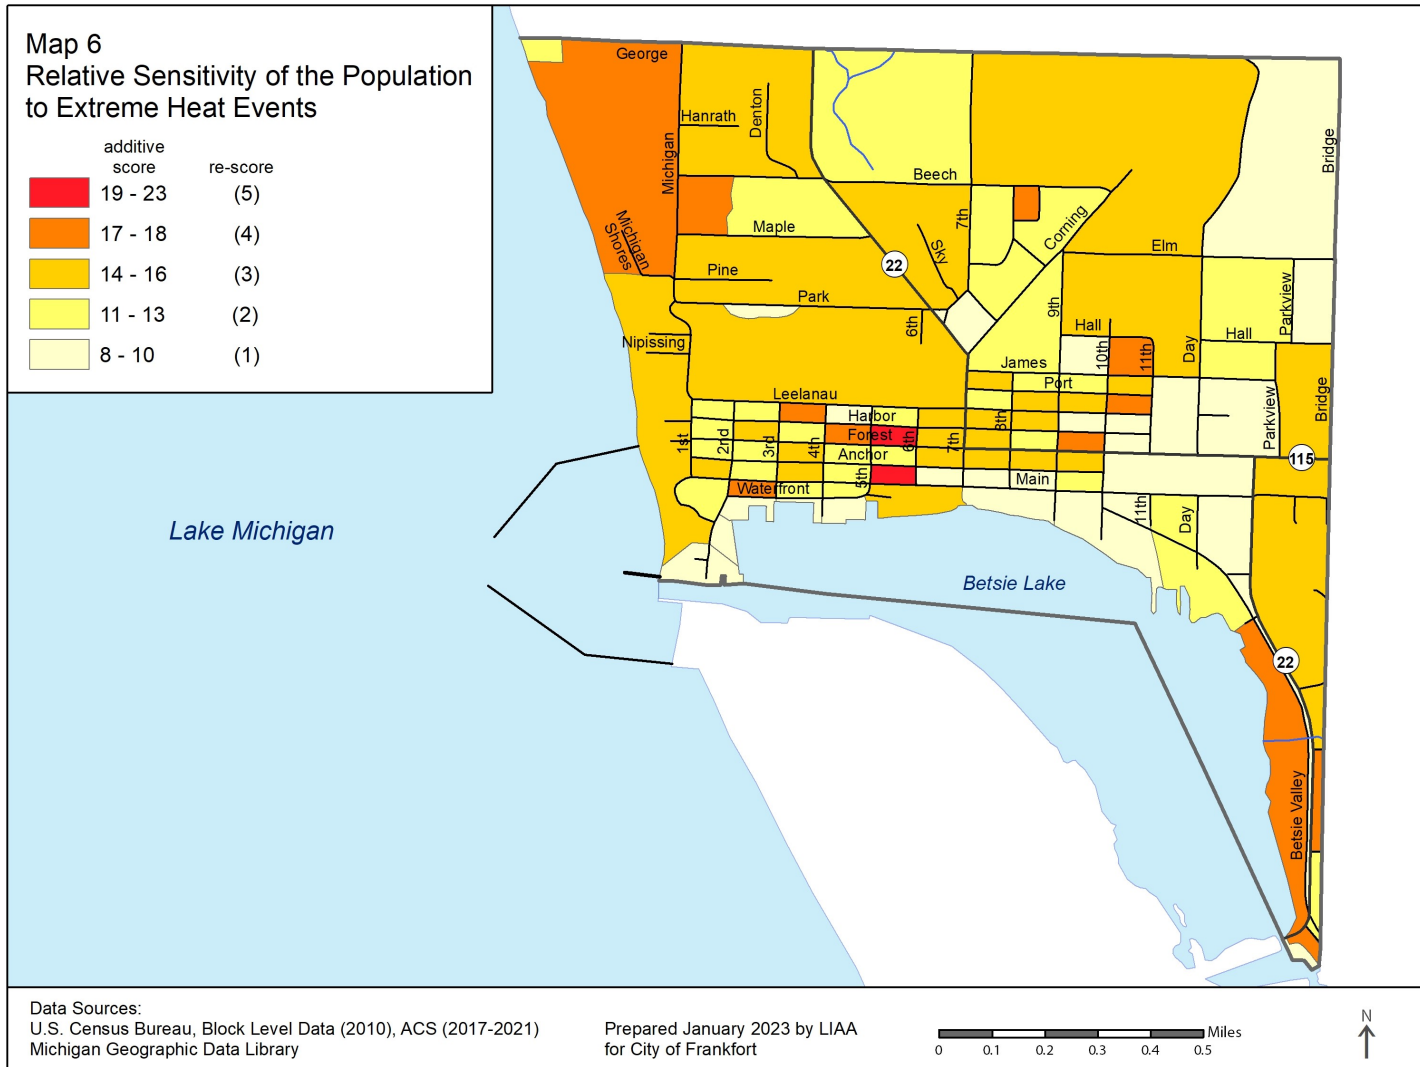 Map 6
Relative Sensitivity of the Population
to Extreme Heat Events
additive
score
re-score
19 - 23 (5)
17 - 18 (4)
14 - 16 (3)
11 - 13 (2)
8 - 10 (1)
George
Hanrath
Denton
Michigan
Bridge
Beech
Michigan
Shores
Maple
7th
Corning
Sky
Elm
22
Pine
Park
Parkview
9th
6th
Hall
Hall
Nipissing
James
10th
11th
Day
Port
Leelanau
Bridge
Harbor
8th
Parkview
Forest
1st
2nd
3rd
4th
6th
7th
Anchor
115
5th
Main
Waterfront
11th
Day
Lake Michigan
Betsie Lake
22
Betsie Valley
Data Sources:
U.S. Census Bureau, Block Level Data (2010), ACS (2017-2021)
Michigan Geographic Data Library
Prepared January 2023 by LIAA
for City of Frankfort
Miles
0 0.1 0.2 0.3 0.4 0.5
N